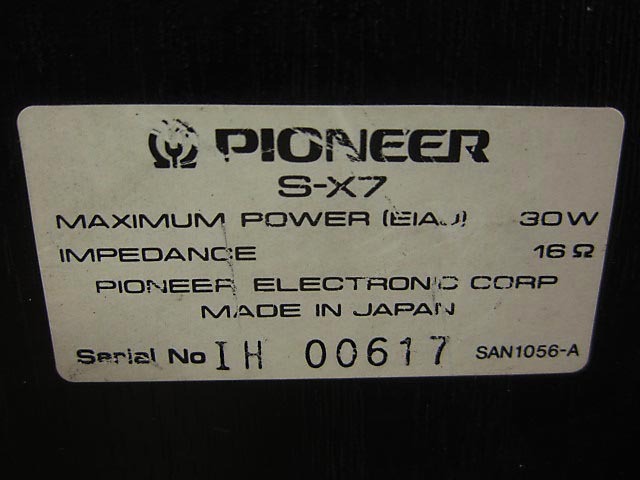 PIONEER
S-X7
MAXIMUM POWER (EIAJ) 30W
IMPEDANCE 16Ω
PIONEER ELECTRONIC CORP
MADE IN JAPAN
Serial No IH 00617 SAN1056-A